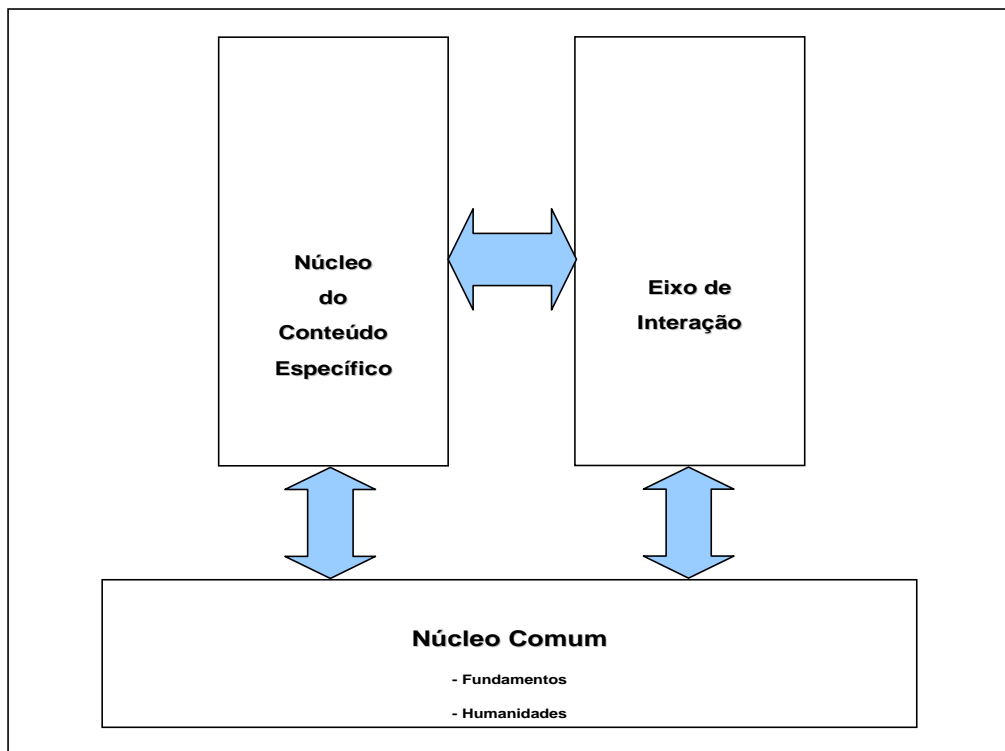 Núcleo
do
Conteúdo
Específico
Eixo de
Interação
Núcleo Comum
- Fundamentos
- Humanidades